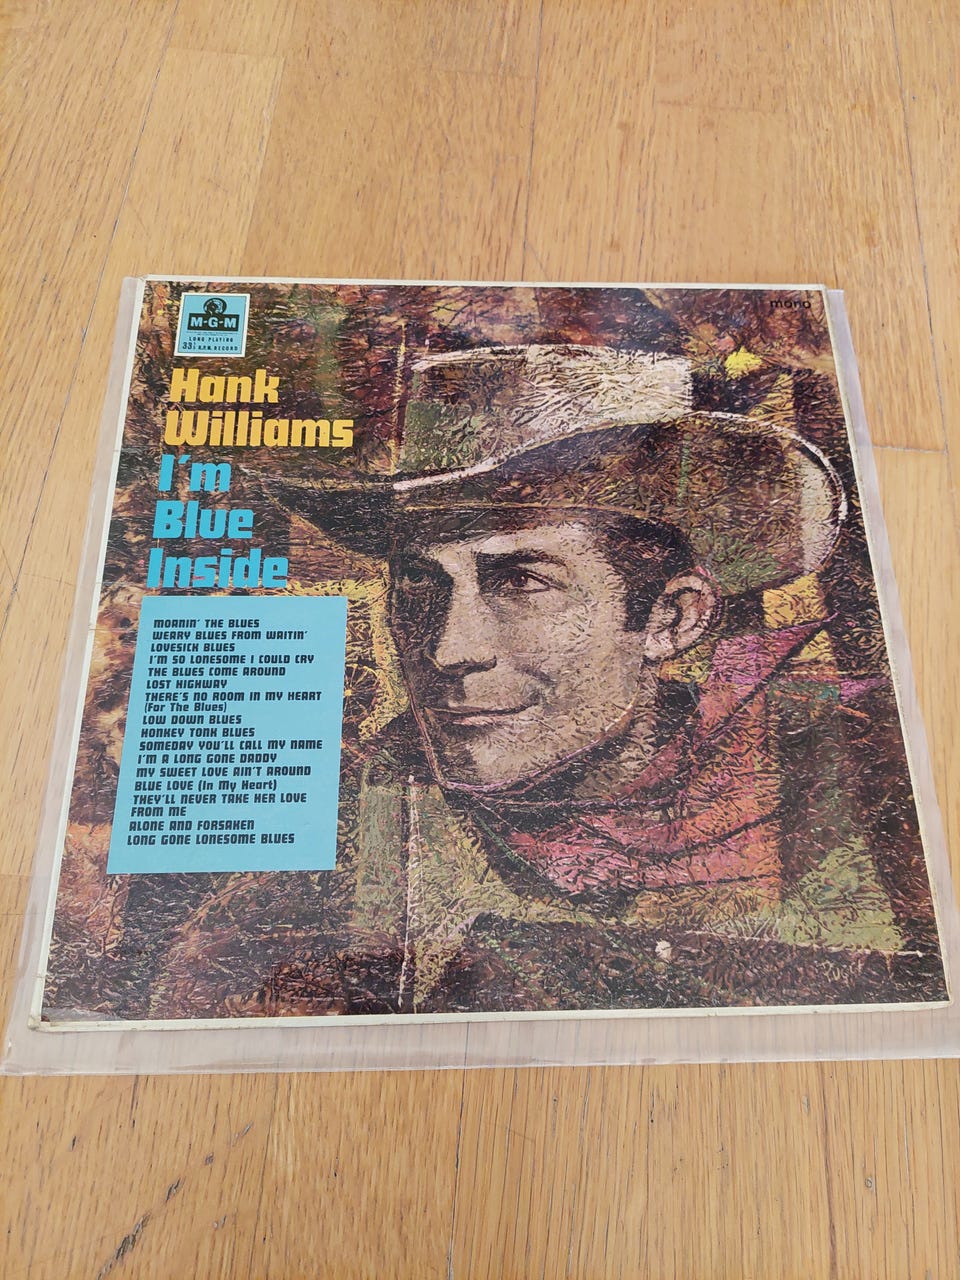 mono
M-G-M
LONG PLAYING
33⅓ R.P.M. RECORD
Hank
Williams
I'm
Blue
Inside
MOANIN' THE BLUES
WEARY BLUES FROM WAITIN'
LOVESICK BLUES
I'M SO LONESOME I COULD CRY
THE BLUES COME AROUND
LOST HIGHWAY
THERE'S NO ROOM IN MY HEART
(For The Blues)
LOW DOWN BLUES
HONKEY TONK BLUES
SOMEDAY YOU'LL CALL MY NAME
I'M A LONG GONE DADDY
MY SWEET LOVE AIN'T AROUND
BLUE LOVE (In My Heart)
THEY'LL NEVER TAKE HER LOVE
FROM ME
ALONE AND FORSAKEN
LONG GONE LONESOME BLUES